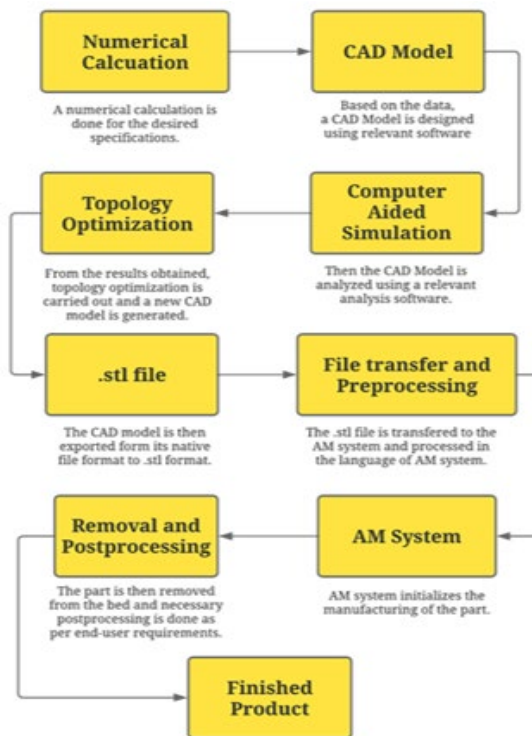 Numerical
Calcuation
CAD Model
A numerical calculation is
done for the desired
specifications.
Based on the data,
a CAD Model is designed
using relevant software
Topology
Optimization
Computer
Aided
Simulation
From the results obtained,
topology optimization is
carried out and a new CAD
model is generated.
Then the CAD Model is
analyzed using a relevant
analysis software.
.stl file
File transfer and
Preprocessing
The CAD model is then
exported form its native
file format to .stl format.
The .stl file is transfered to the
AM system and processed in
the language of AM system.
Removal and
Postprocessing
AM System
The part is then removed
from the bed and necessary
postprocessing is done as
per end-user requirements.
AM system initializes the
manufacturing of the part.
Finished
Product